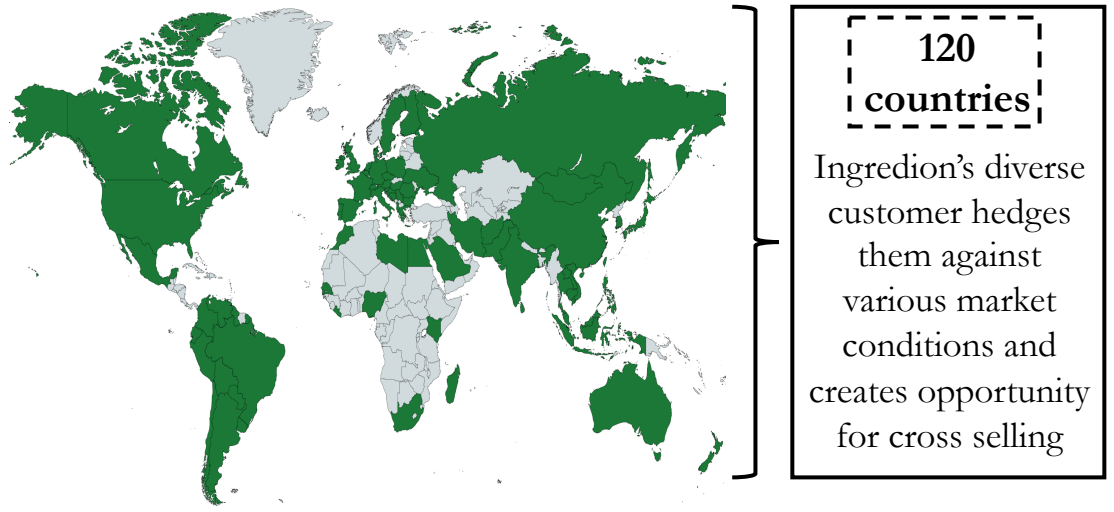 120
countries
Ingredion’s diverse
customer hedges
them against
various market
conditions and
creates opportunity
for cross selling